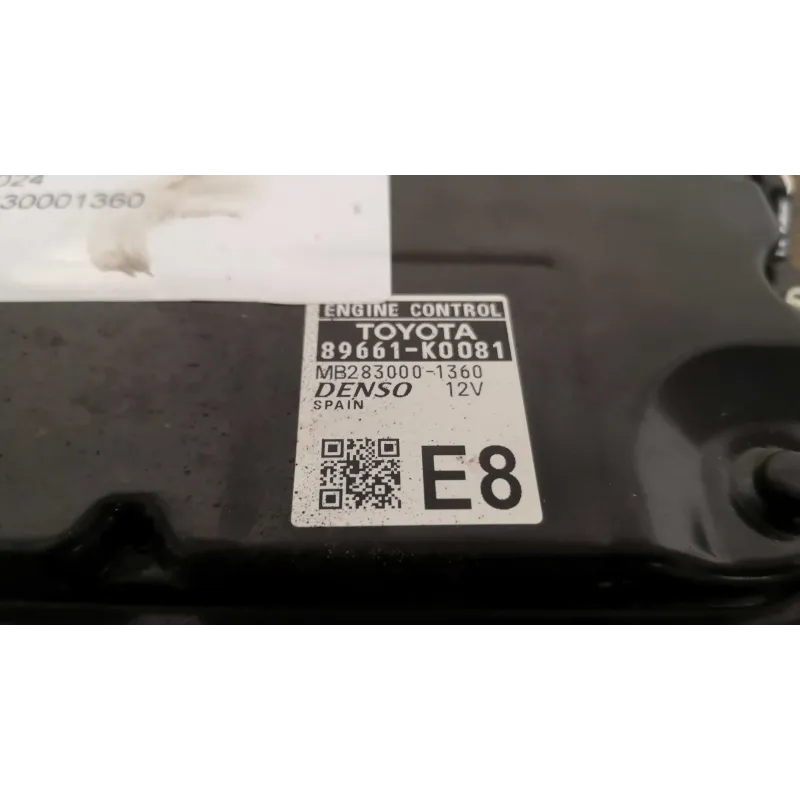 024
30001360
ENGINE CONTROL
TOYOTA
89661-K0081
MB283000-1360
DENSO 12V
SPAIN
E8